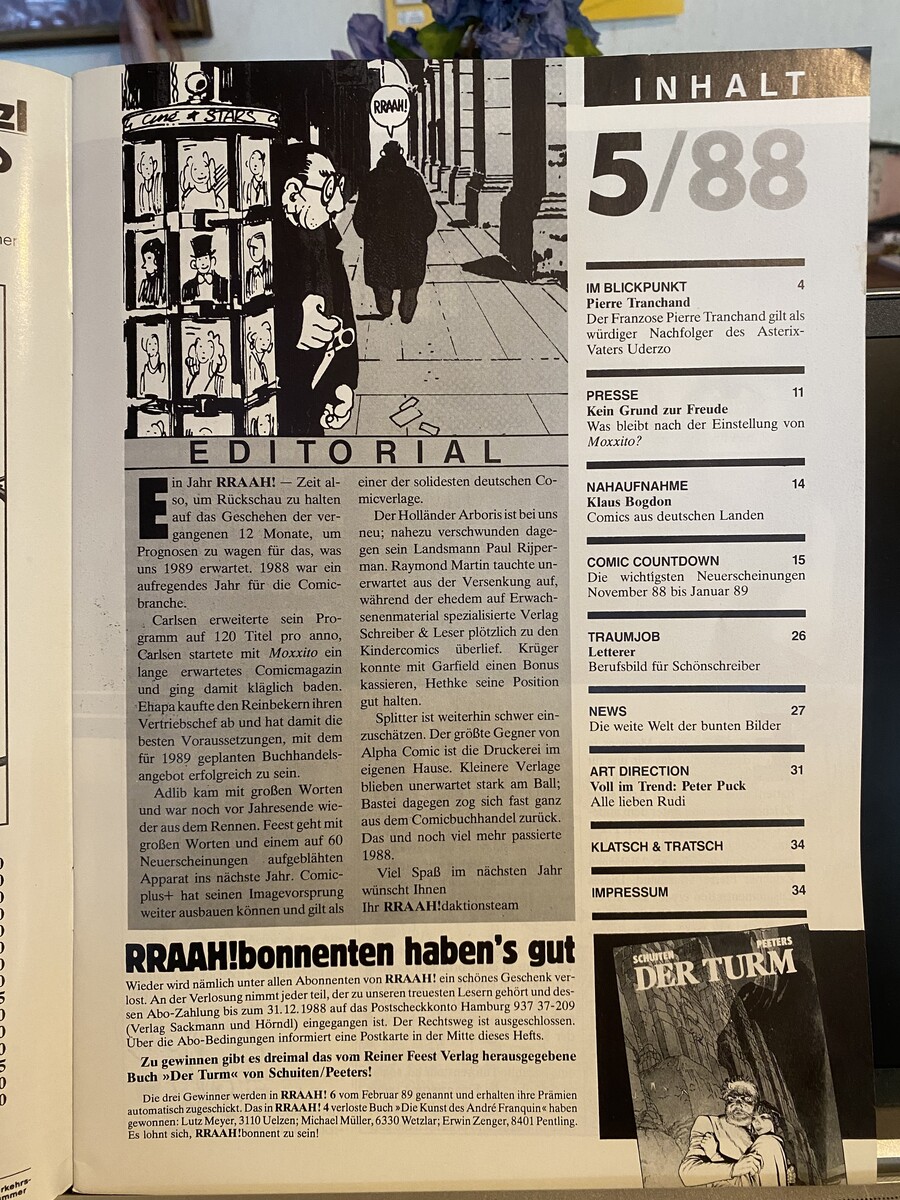 ciné ★ STARS
RRAAH!
EDITORIAL
Ein Jahr RRAAH! — Zeit al-
so, um Rückschau zu halten
auf das Geschehen der ver-
gangenen 12 Monate, um
Prognosen zu wagen für das, was
uns 1989 erwartet. 1988 war ein
aufregendes Jahr für die Comic-
branche.
Carlsen erweiterte sein Pro-
gramm auf 120 Titel pro anno,
Carlsen startete mit Moxxito ein
lange erwartetes Comicmagazin
und ging damit kläglich baden.
Ehapa kaufte den Reinbekern ihren
Vertriebschef ab und hat damit die
besten Voraussetzungen, mit dem
für 1989 geplanten Buchhandels-
angebot erfolgreich zu sein.
Adlib kam mit großen Worten
und war noch vor Jahresende wie-
der aus dem Rennen. Feest geht mit
großen Worten und einem auf 60
Neuerscheinungen aufgeblähten
Apparat ins nächste Jahr. Comic-
plus+ hat seinen Imagevorsprung
weiter ausbauen können und gilt als
einer der solidesten deutschen Co-
micverlage.
Der Holländer Arboris ist bei uns
neu; nahezu verschwunden dage-
gen sein Landsmann Paul Rijper-
man. Raymond Martin tauchte un-
erwartet aus der Versenkung auf,
während der ehedem auf Erwach-
senenmaterial spezialisierte Verlag
Schreiber & Leser plötzlich zu den
Kindercomics überlief. Krüger
konnte mit Garfield einen Bonus
kassieren, Hethke seine Position
gut halten.
Splitter ist weiterhin schwer ein-
zuschätzen. Der größte Gegner von
Alpha Comic ist die Druckerei im
eigenen Hause. Kleinere Verlage
blieben unerwartet stark am Ball;
Bastei dagegen zog sich fast ganz
aus dem Comicbuchhandel zurück.
Das und noch viel mehr passierte
1988.
Viel Spaß im nächsten Jahr
wünscht Ihnen
Ihr RRAAH!daktionsteam
RRAAH!bonnenten haben's gut
Wieder wird nämlich unter allen Abonnenten von RRAAH! ein schönes Geschenk ver-
lost. An der Verlosung nimmt jeder teil, der zu unseren treuesten Lesern gehört und des-
sen Abo-Zahlung bis zum 31.12.1988 auf das Postscheckkonto Hamburg 937 37-209
(Verlag Sackmann und Hörndl) eingegangen ist. Der Rechtsweg ist ausgeschlossen.
Über die Abo-Bedingungen informiert eine Postkarte in der Mitte dieses Hefts.
Zu gewinnen gibt es dreimal das vom Reiner Feest Verlag herausgegebene
Buch »Der Turm« von Schuiten/Peeters!
Die drei Gewinner werden in RRAAH! 6 vom Februar 89 genannt und erhalten ihre Prämien
automatisch zugeschickt. Das in RRAAH! 4 verloste Buch »Die Kunst des André Franquin« haben
gewonnen: Lutz Meyer, 3110 Uelzen; Michael Müller, 6330 Wetzlar; Erwin Zenger, 8401 Pentling.
Es lohnt sich, RRAAH!bonnent zu sein!
INHALT
5/88
IM BLICKPUNKT 4
Pierre Tranchand
Der Franzose Pierre Tranchand gilt als
würdiger Nachfolger des Asterix-
Vaters Uderzo
PRESSE 11
Kein Grund zur Freude
Was bleibt nach der Einstellung von
Moxxito?
NAHAUFNAHME 14
Klaus Bogdon
Comics aus deutschen Landen
COMIC COUNTDOWN 15
Die wichtigsten Neuerscheinungen
November 88 bis Januar 89
TRAUMJOB 26
Letterer
Berufsbild für Schönschreiber
NEWS 27
Die weite Welt der bunten Bilder
ART DIRECTION 31
Voll im Trend: Peter Puck
Alle lieben Rudi
KLATSCH & TRATSCH 34
IMPRESSUM 34
SCHUITEN PEETERS
DER TURM